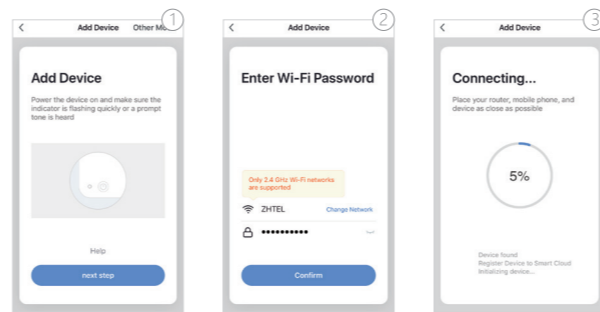 Add Device
Other Mo
1
Add Device
Power the device on and make sure the
indicator is flashing quickly or a prompt
tone is heard
Help
next step
Add Device
2
Enter Wi-Fi Password
Only 2.4 GHz Wi-Fi networks
are supported
ZHTEL
Change Network
Confirm
Add Device
3
Connecting...
Place your router, mobile phone, and
device as close as possible
5%
Device found
Register Device to Smart Cloud
Initializing device...